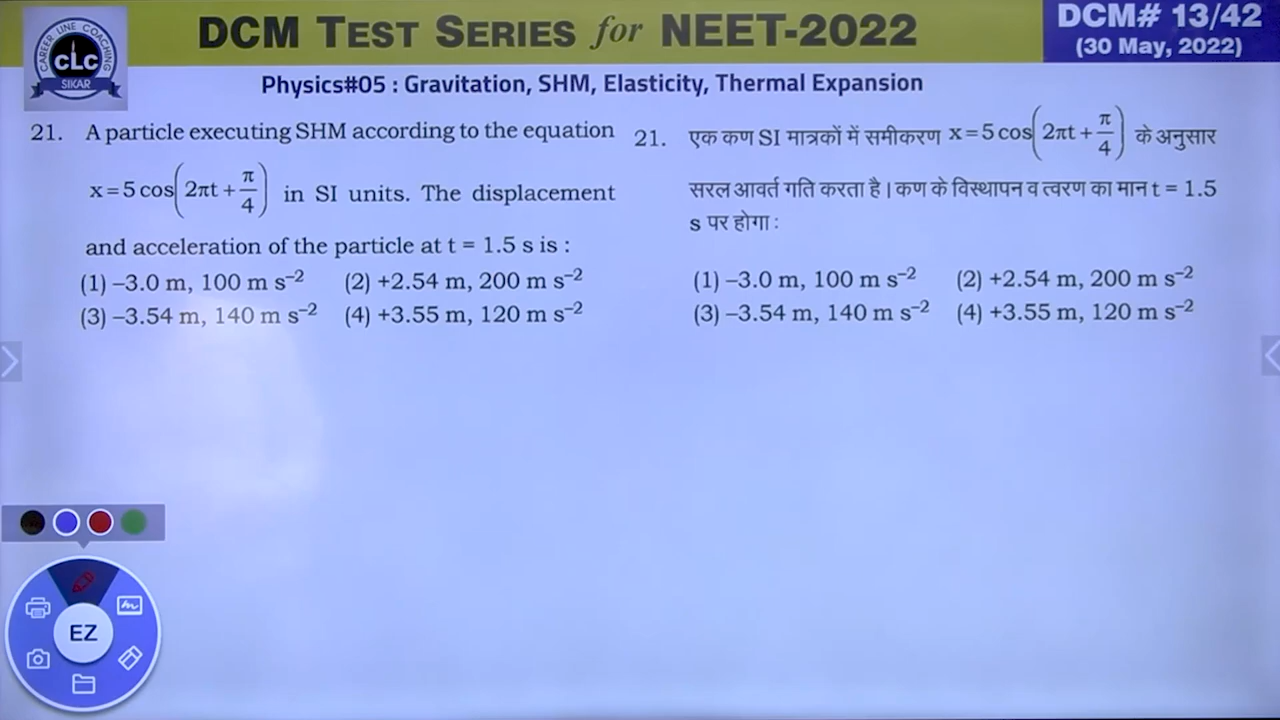 CAREER LINE COACHING
CLC
SIKAR
DCM TEST SERIES for NEET-2022
DCM# 13/42
(30 May, 2022)
Physics#05 : Gravitation, SHM, Elasticity, Thermal Expansion
21. A particle executing SHM according to the equation
x = 5 cos(2πt + π/4) in SI units. The displacement
and acceleration of the particle at t = 1.5 s is :
(1) –3.0 m, 100 m s⁻² (2) +2.54 m, 200 m s⁻²
(3) –3.54 m, 140 m s⁻² (4) +3.55 m, 120 m s⁻²
21. एक कण SI मात्रकों में समीकरण x = 5 cos(2πt + π/4) के अनुसार
सरल आवर्त गति करता है। कण के विस्थापन व त्वरण का मान t = 1.5
s पर होगा :
(1) –3.0 m, 100 m s⁻² (2) +2.54 m, 200 m s⁻²
(3) –3.54 m, 140 m s⁻² (4) +3.55 m, 120 m s⁻²
EZ